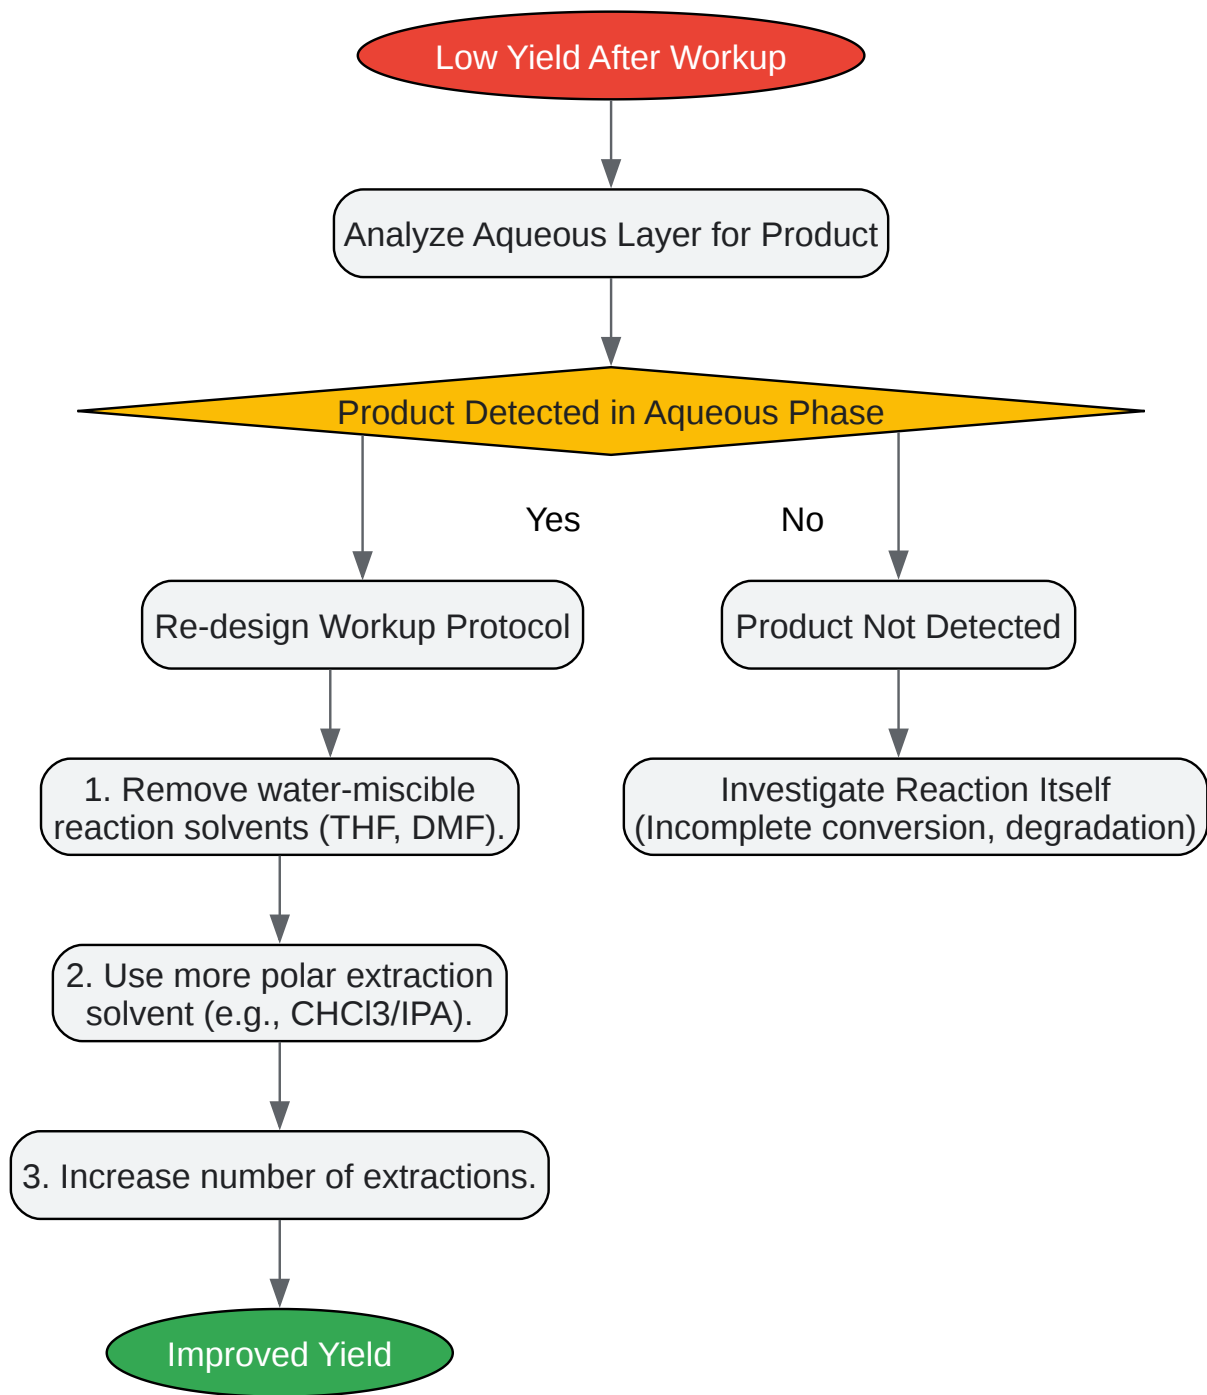 Low Yield After Workup
Analyze Aqueous Layer for Product
Product Detected in Aqueous Phase
Yes
No
Re-design Workup Protocol
Product Not Detected
1. Remove water-miscible
reaction solvents (THF, DMF).
Investigate Reaction Itself
(Incomplete conversion, degradation)
2. Use more polar extraction
solvent (e.g., CHCl3/IPA).
3. Increase number of extractions.
Improved Yield